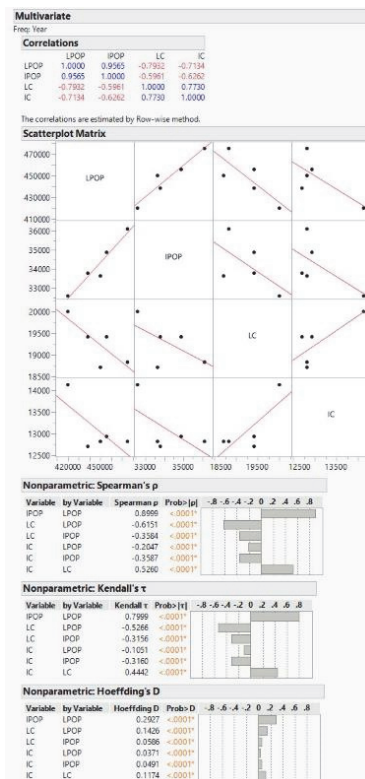 Multivariate
Freq: Year
Correlations
LPOP IPOP LC IC
LPOP 1.0000 0.9565 -0.7932 -0.7134
IPOP 0.9565 1.0000 -0.5961 -0.6262
LC -0.7932 -0.5961 1.0000 0.7730
IC -0.7134 -0.6262 0.7730 1.0000
The correlations are estimated by Row-wise method.
Scatterplot Matrix
470000
450000
430000
410000
LPOP
36000
35000
34000
33000
IPOP
20000
19500
19000
18500
LC
14000
13500
13000
12500
IC
420000 450000 33000 35000 18500 19500 12500 13500
Nonparametric: Spearman's ρ
Variable by Variable Spearman ρ Prob>|ρ| -.8 -.6 -.4 -.2 0 .2 .4 .6 .8
IPOP LPOP 0.8999 <.0001*
LC LPOP -0.6151 <.0001*
LC IPOP -0.3584 <.0001*
IC LPOP -0.2047 <.0001*
IC IPOP -0.3587 <.0001*
IC LC 0.5260 <.0001*
Nonparametric: Kendall's τ
Variable by Variable Kendall τ Prob>|τ| -.8 -.6 -.4 -.2 0 .2 .4 .6 .8
IPOP LPOP 0.7999 <.0001*
LC LPOP -0.5266 <.0001*
LC IPOP -0.3156 <.0001*
IC LPOP -0.1051 <.0001*
IC IPOP -0.3160 <.0001*
IC LC 0.4442 <.0001*
Nonparametric: Hoeffding's D
Variable by Variable Hoeffding D Prob>D -.8 -.6 -.4 -.2 0 .2 .4 .6 .8
IPOP LPOP 0.2927 <.0001*
LC LPOP 0.1426 <.0001*
LC IPOP 0.0586 <.0001*
IC LPOP 0.0371 <.0001*
IC IPOP 0.0491 <.0001*
IC LC 0.1174 <.0001*